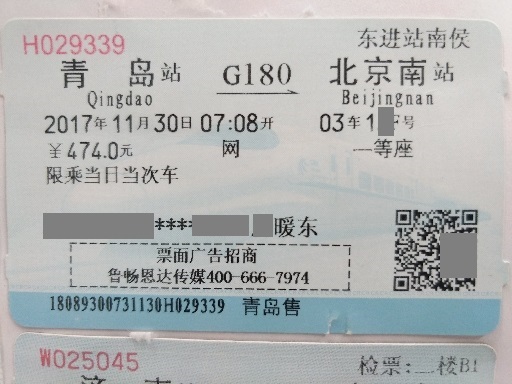 H029339 东进站南侯
青岛站 G180 北京南站
Qingdao Beijingnan
2017年11月30日07:08开 03车1 F号
￥474.0元 网 一等座
限乘当日当次车
*** 暖东
票面广告招商
鲁畅恩达传媒400-666-7974
18089300731130H029339 青岛售
W025045 检票:二楼B1
济南